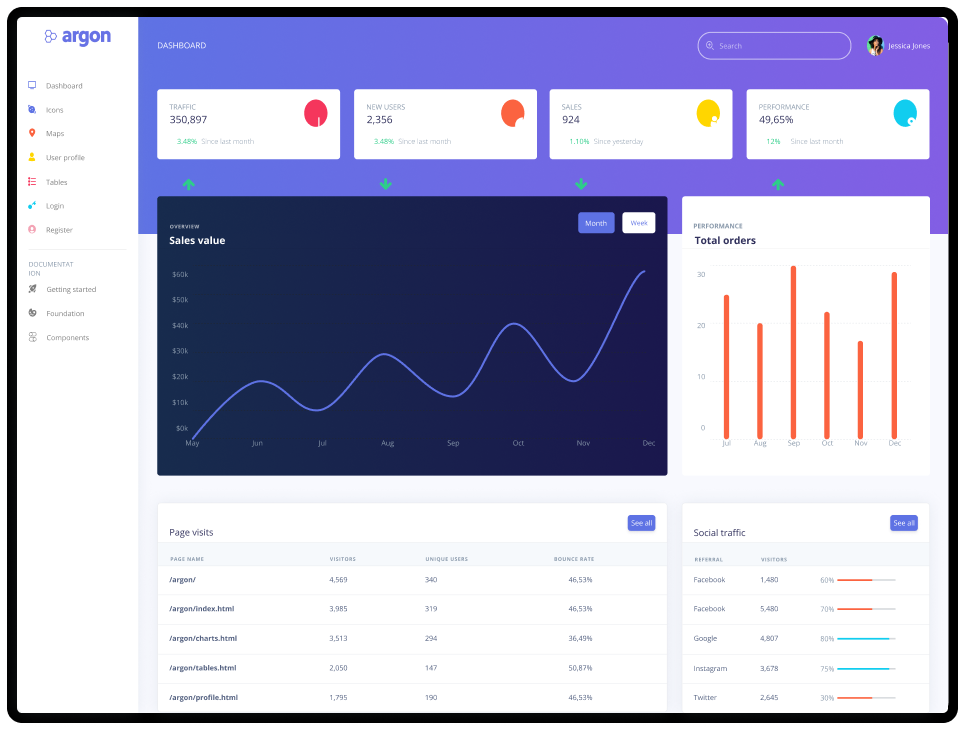 argon
DASHBOARD
Search
Jessica Jones
Dashboard
Icons
Maps
User profile
Tables
Login
Register
DOCUMENTAT
ION
Getting started
Foundation
Components
TRAFFIC
350,897
3.48% Since last month
NEW USERS
2,356
3.48% Since last month
SALES
924
1.10% Since yesterday
PERFORMANCE
49,65%
12% Since last month
OVERVIEW
Sales value
Month
Week
$60k
$50k
$40k
$30k
$20k
$10k
$0k
May Jun Jul Aug Sep Oct Nov Dec
PERFORMANCE
Total orders
30
20
10
0
Jul Aug Sep Oct Nov Dec
Page visits
See all
PAGE NAME VISITORS UNIQUE USERS BOUNCE RATE
/argon/ 4,569 340 46,53%
/argon/index.html 3,985 319 46,53%
/argon/charts.html 3,513 294 36,49%
/argon/tables.html 2,050 147 50,87%
/argon/profile.html 1,795 190 46,53%
Social traffic
See all
REFERRAL VISITORS
Facebook 1,480 60%
Facebook 5,480 70%
Google 4,807 80%
Instagram 3,678 75%
Twitter 2,645 30%